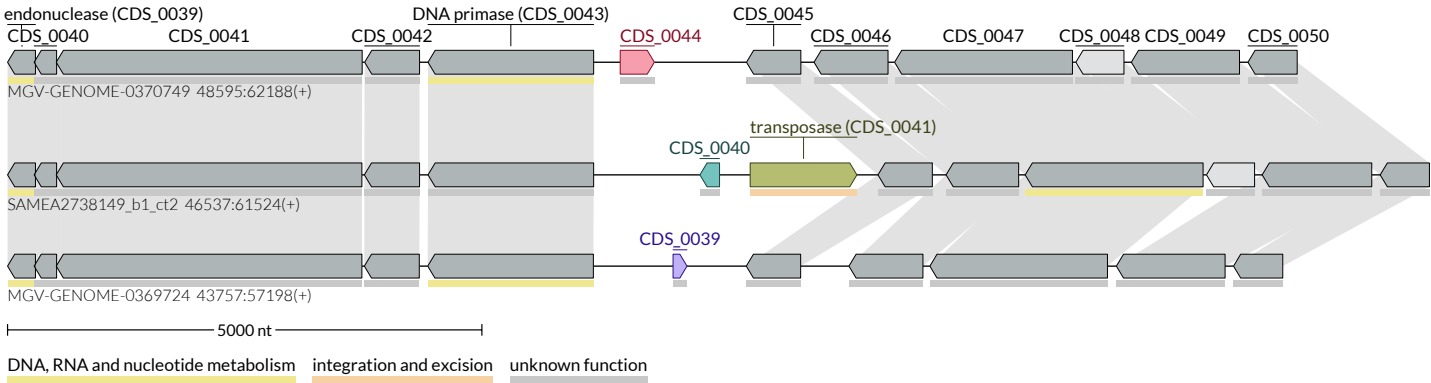 endonuclease (CDS_0039)
DNA primase (CDS_0043)
CDS_0045
CDS_0040
CDS_0041
CDS_0042
CDS_0044
CDS_0046
CDS_0047
CDS_0048
CDS_0049
CDS_0050
MGV-GENOME-0370749 48595:62188(+)
transposase (CDS_0041)
CDS_0040
SAMEA2738149_b1_ct2 46537:61524(+)
CDS_0039
MGV-GENOME-0369724 43757:57198(+)
5000 nt
DNA, RNA and nucleotide metabolism
integration and excision
unknown function